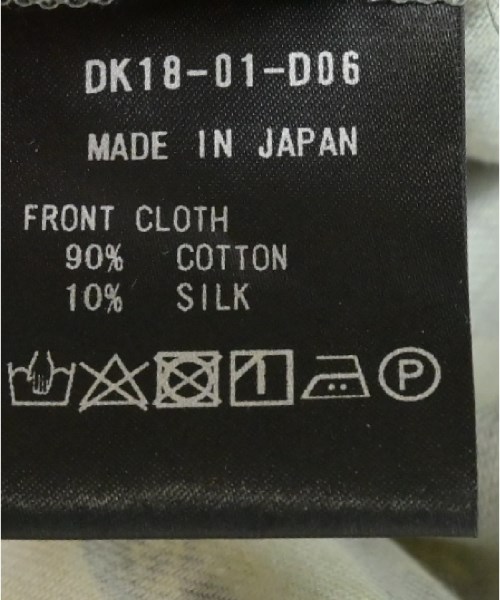 DK18-01-D06
MADE IN JAPAN
FRONT CLOTH
90% COTTON
10% SILK
P